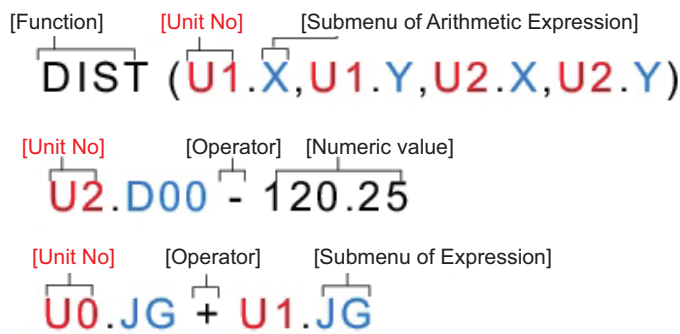 [Function] [Unit No] [Submenu of Arithmetic Expression]
DIST (U1.X,U1.Y,U2.X,U2.Y)
[Unit No] [Operator] [Numeric value]
U2.D00 - 120.25
[Unit No] [Operator] [Submenu of Expression]
U0.JG + U1.JG